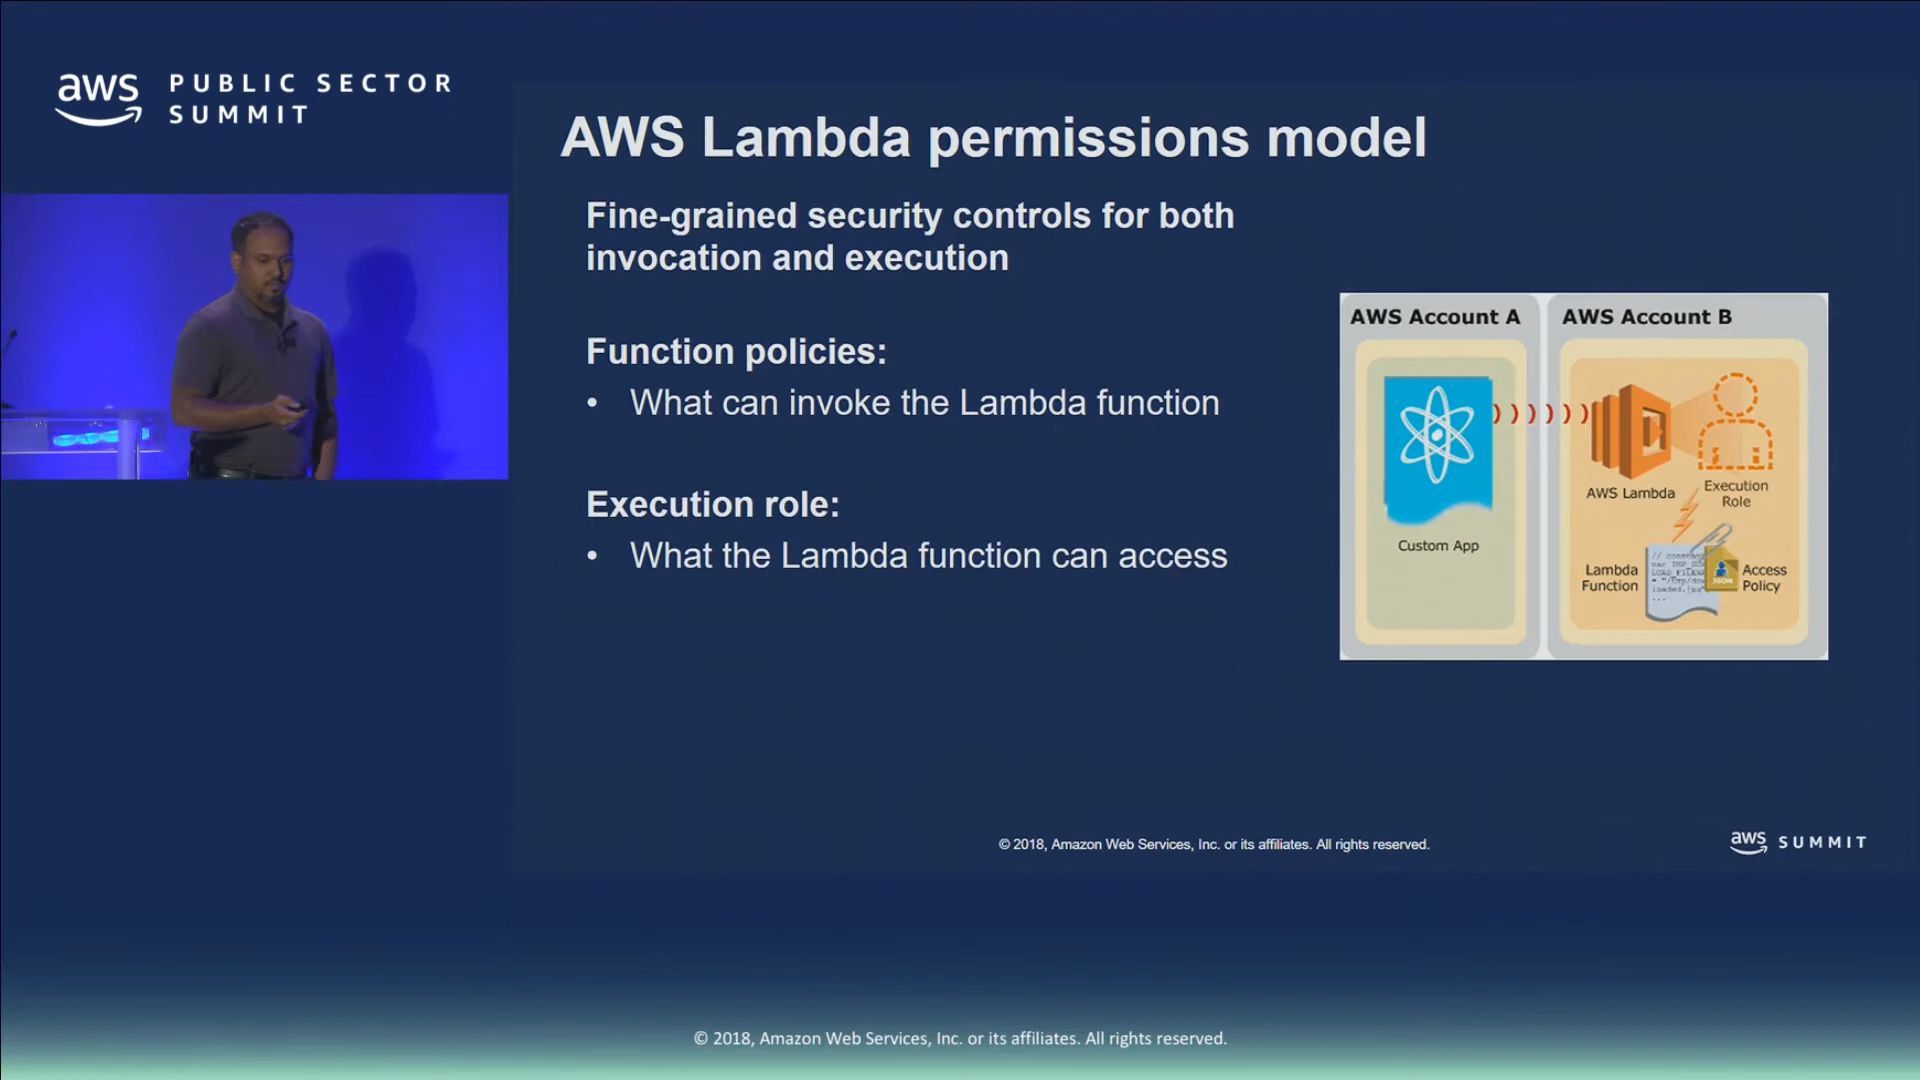 aws PUBLIC SECTOR
SUMMIT
AWS Lambda permissions model
Fine-grained security controls for both
invocation and execution
Function policies:
• What can invoke the Lambda function
Execution role:
• What the Lambda function can access
AWS Account A
AWS Account B
Custom App
AWS Lambda
Execution
Role
Lambda
Function
JSON
Access
Policy
© 2018, Amazon Web Services, Inc. or its affiliates. All rights reserved.
aws SUMMIT
© 2018, Amazon Web Services, Inc. or its affiliates. All rights reserved.